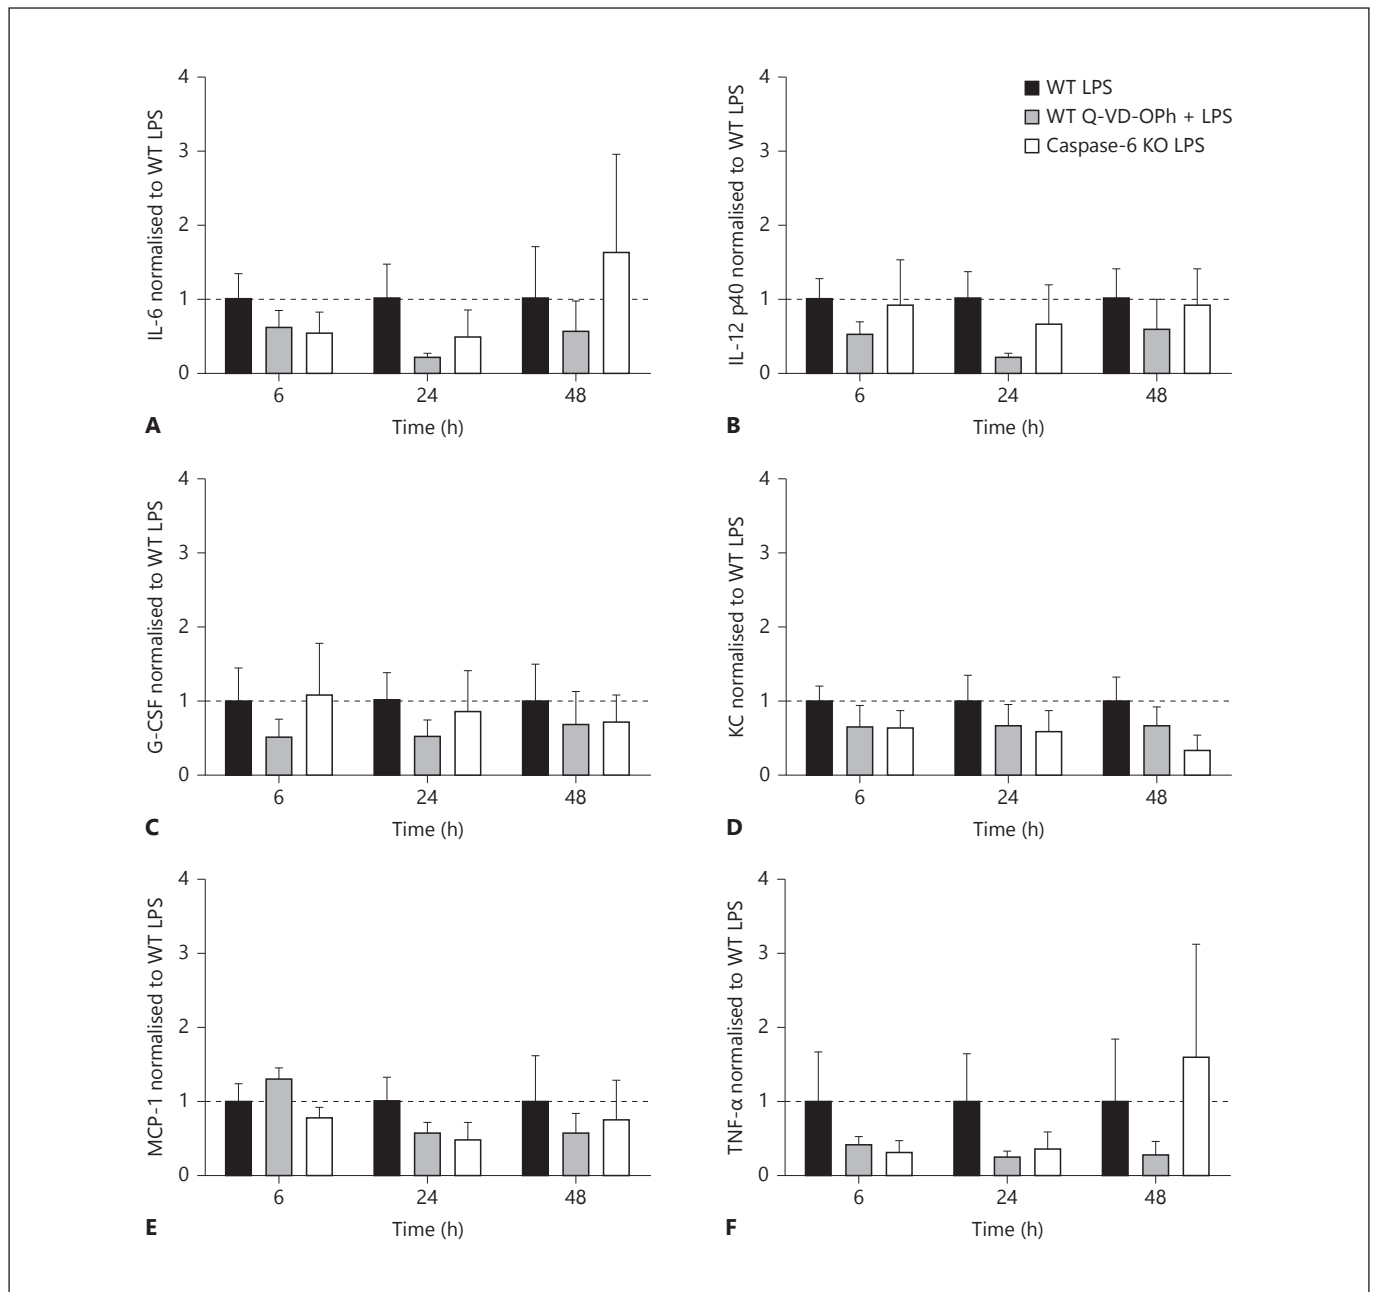 IL-6 normalised to WT LPS
4
3
2
1
0
6 24 48
Time (h)
A
IL-12 p40 normalised to WT LPS
4
3
2
1
0
6 24 48
Time (h)
B
WT LPS
WT Q-VD-OPh + LPS
Caspase-6 KO LPS
G-CSF normalised to WT LPS
4
3
2
1
0
6 24 48
Time (h)
C
KC normalised to WT LPS
4
3
2
1
0
6 24 48
Time (h)
D
MCP-1 normalised to WT LPS
4
3
2
1
0
6 24 48
Time (h)
E
TNF-α normalised to WT LPS
4
3
2
1
0
6 24 48
Time (h)
F